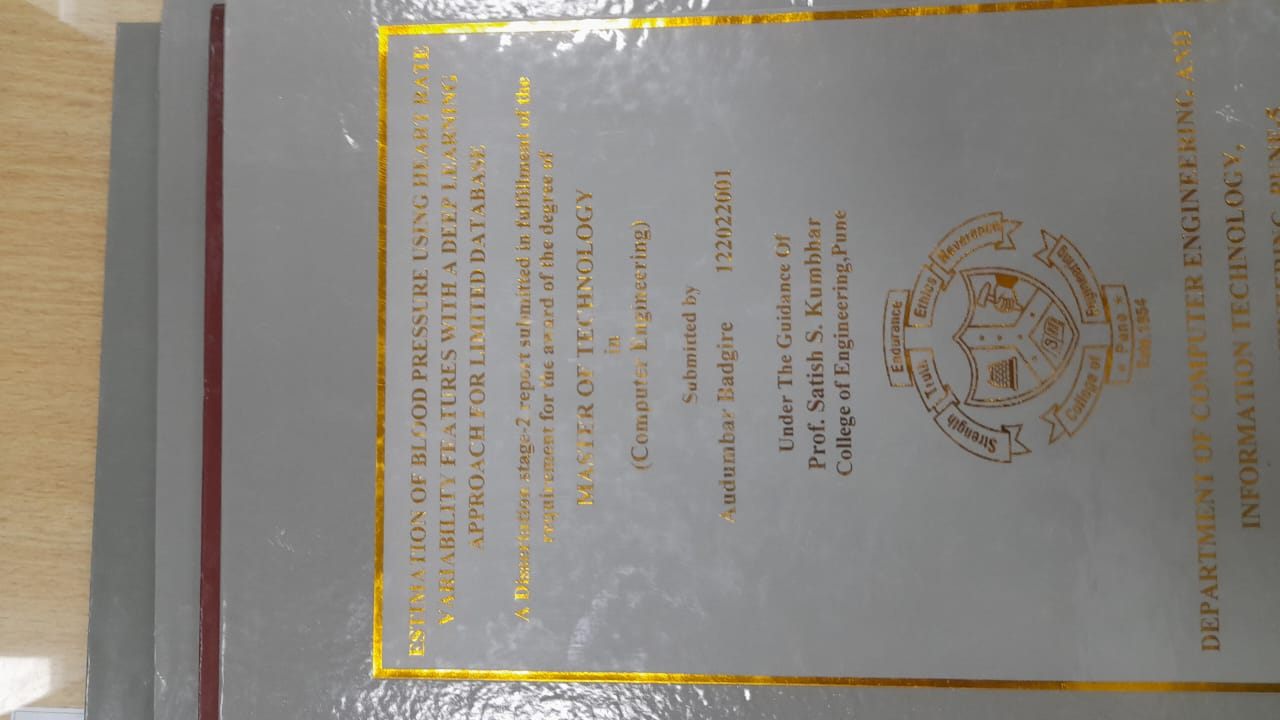 ESTIMATION OF BLOOD PRESSURE USING HEART RATE
VARIABILITY FEATURES WITH A DEEP LEARNING
APPROACH FOR LIMITED DATABASE
A Dissertation stage-2 report submitted in fulfillment of the
requirement for the award of the degree of
MASTER OF TECHNOLOGY
in
(Computer Engineering)
Submitted by
Audumbar Badgire 122022001
Under The Guidance Of
Prof. Satish S. Kumbhar
College of Engineering,Pune
Endurance
Truth Ethics
Strength Reverence
College of Engineering
* Pune *
Estd.1854
DEPARTMENT OF COMPUTER ENGINEERING AND
INFORMATION TECHNOLOGY,
ENGINEERING, PUNE-5